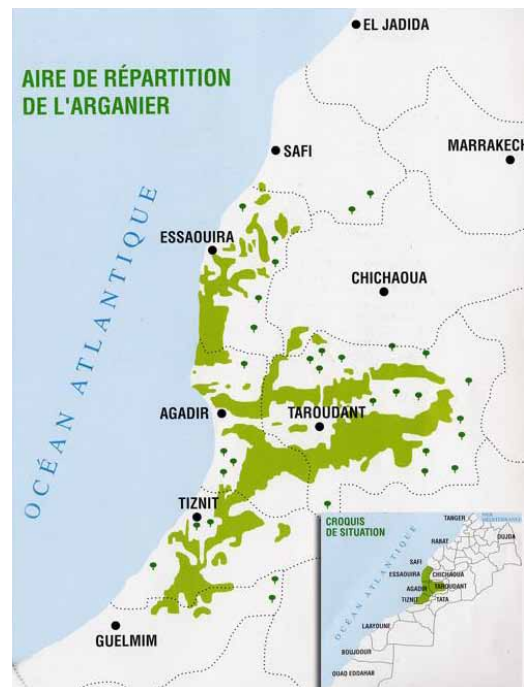 EL JADIDA
AIRE DE RÉPARTITION
DE L'ARGANIER
SAFI
MARRAKECH
ESSAOUIRA
OCÉAN ATLANTIQUE
CHICHAOUA
AGADIR
TAROUDANT
TIZNIT
GUELMIM
CROQUIS
DE SITUATION
TANGER
OUJDA
RABAT
SAFI
ESSAOUIRA
CHICHAOUA
AGADIR
TAROUDANT
TIZNIT
TATA
OCÉAN ATLANTIQUE
LAAYOUNE
BOUJDOUR
OUAD EDDAHAB